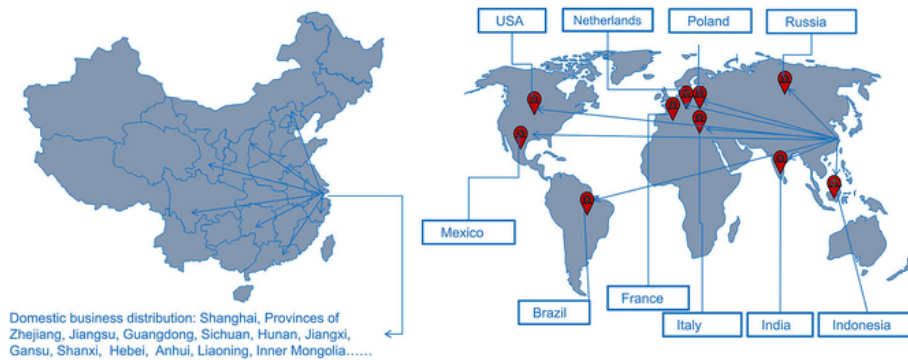 USA
Netherlands
Poland
Russia
Mexico
Brazil
France
Italy
India
Indonesia
Domestic business distribution: Shanghai, Provinces of
Zhejiang, Jiangsu, Guangdong, Sichuan, Hunan, Jiangxi,
Gansu, Shanxi, Hebei, Anhui, Liaoning, Inner Mongolia……